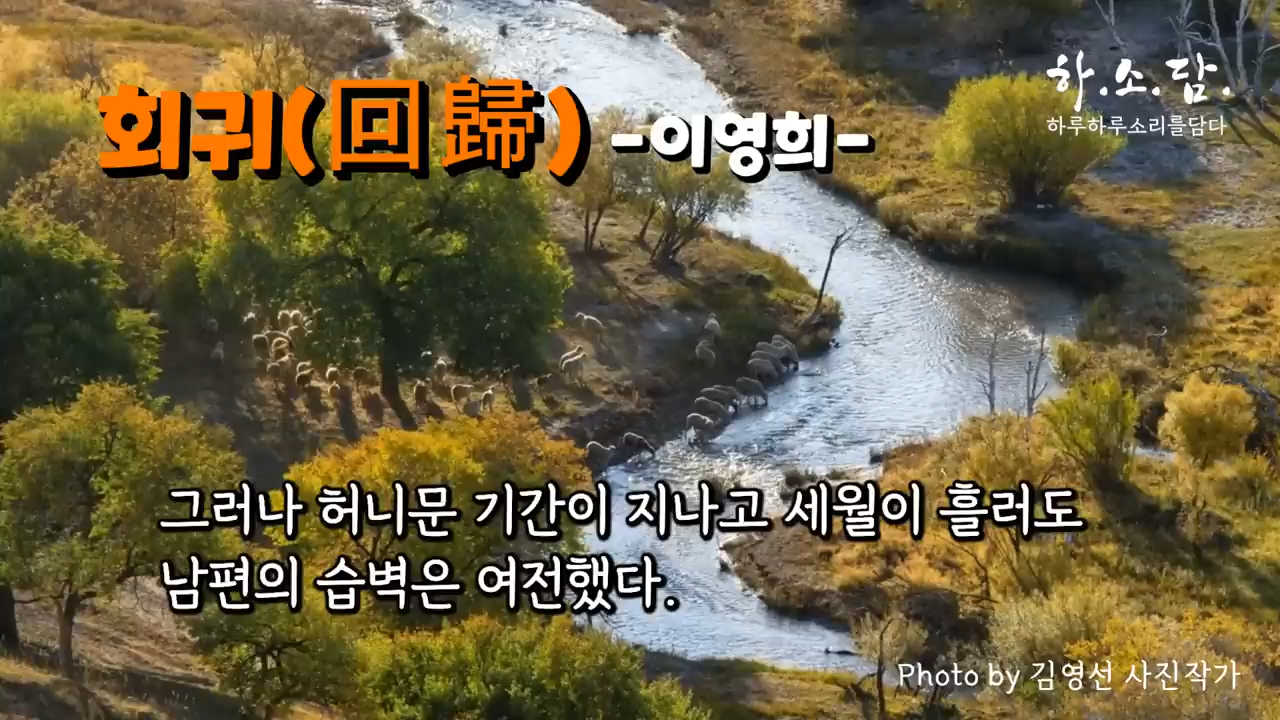 회귀(回歸) -이영희-
하.소.담.
하루하루소리를담다
그러나 허니문 기간이 지나고 세월이 흘러도
남편의 습벽은 여전했다.
Photo by 김영선 사진작가